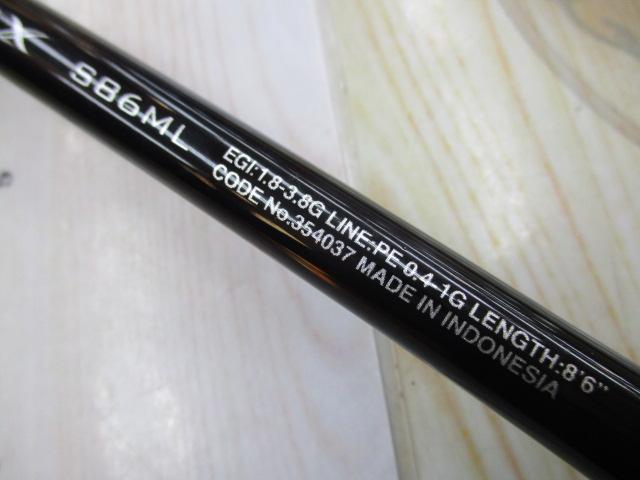 X S86ML
EGI:1.8-3.8G LINE:PE 0.4-1G LENGTH:8'6"
CODE No.354037 MADE IN INDONESIA